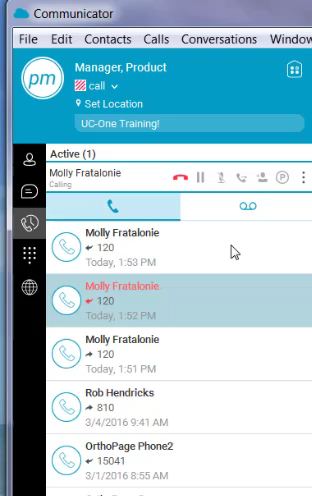 Communicator
File Edit Contacts Calls Conversations Window
pm
Manager, Product
call
Set Location
UC-One Training!
Active (1)
Molly Fratalonie
Calling
P
Molly Fratalonie
120
Today, 1:53 PM
Molly Fratalonie
120
Today, 1:52 PM
Molly Fratalonie
120
Today, 1:51 PM
Rob Hendricks
810
3/4/2016 9:41 AM
OrthoPage Phone2
15041
3/1/2016 8:55 AM